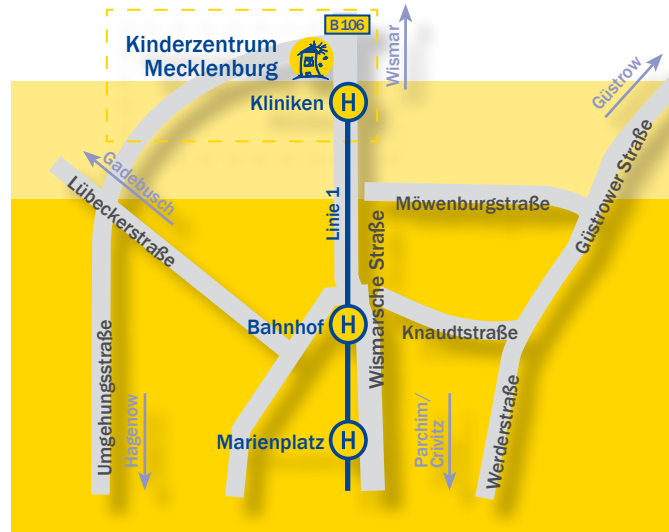 B 106
Wismar
Kinderzentrum
Mecklenburg
Güstrow
Kliniken
H
Gadebusch
Lübeckerstraße
Linie 1
Möwenburgstraße
Güstrower Straße
Wismarsche Straße
Bahnhof
H
Knaudtstraße
Umgehungsstraße
Hagenow
Marienplatz
H
Parchim/
Crivitz
Werderstraße